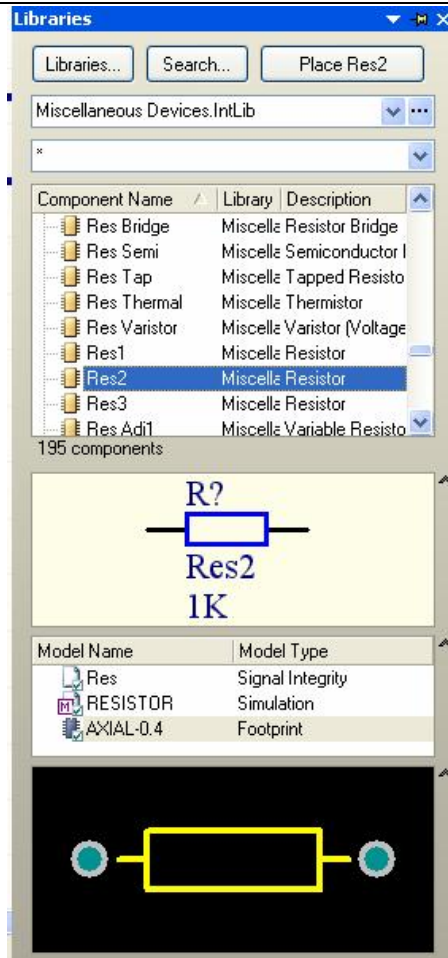 Libraries
Libraries... Search... Place Res2
Miscellaneous Devices.IntLib ...
*
Component Name Library Description
Res Bridge Miscella Resistor Bridge
Res Semi Miscella Semiconductor
Res Tap Miscella Tapped Resisto
Res Thermal Miscella Thermistor
Res Varistor Miscella Varistor (Voltage
Res1 Miscella Resistor
Res2 Miscella Resistor
Res3 Miscella Resistor
Res Adj1 Miscella Variable Resisto
195 components
R?
Res2
1K
Model Name Model Type
Res Signal Integrity
M RESISTOR Simulation
AXIAL-0.4 Footprint